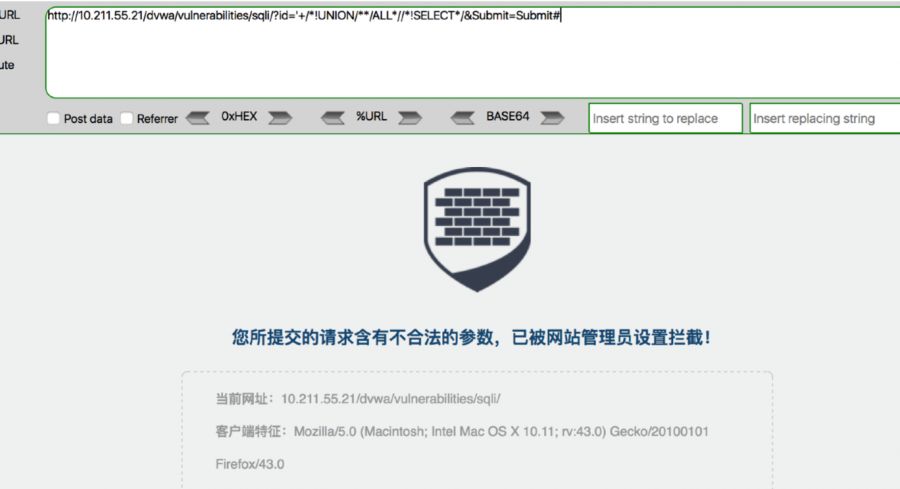 URL
http://10.211.55.21/dvwa/vulnerabilities/sqli/?id='+/*!UNION/**/ALL*//*!SELECT*/&Submit=Submit#
URL
ute
Post data Referrer 0xHEX %URL BASE64 Insert string to replace Insert replacing string
您所提交的请求含有不合法的参数，已被网站管理员设置拦截！
当前网址：10.211.55.21/dvwa/vulnerabilities/sqli/
客户端特征：Mozilla/5.0 (Macintosh; Intel Mac OS X 10.11; rv:43.0) Gecko/20100101
Firefox/43.0